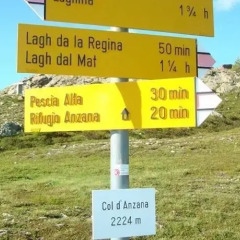 1 ¾ h
Lagh da la Regina 50 min
Lagh dal Mat 1 ¼ h
Pescia Alta 30 min
Rifugio Anzana 20 min
Col d'Anzana
2224 m